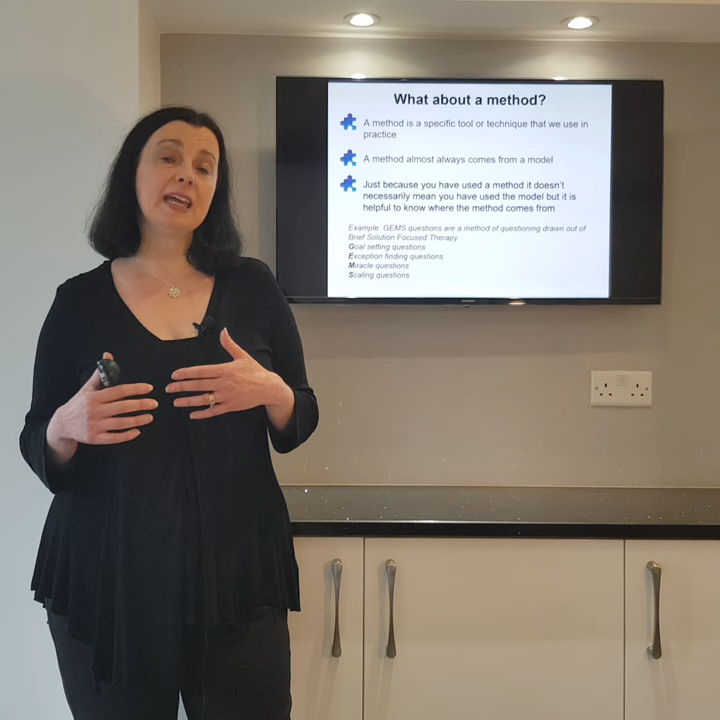 What about a method?
A method is a specific tool or technique that we use in
practice
A method almost always comes from a model
Just because you have used a method it doesn't
necessarily mean you have used the model but it is
helpful to know where the method comes from
Example GEMS questions are a method of questioning drawn out of
Brief Solution Focused Therapy
Goal setting questions
Exception finding questions
Miracle questions
Scaling questions